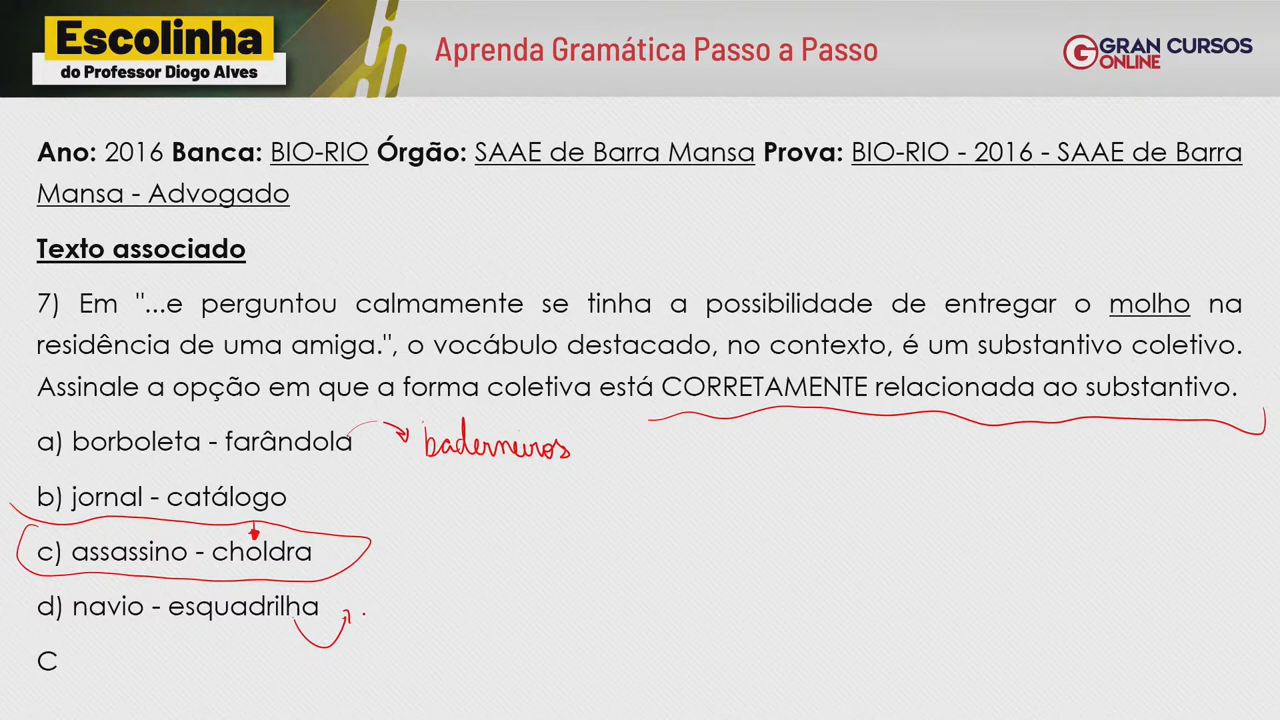 Escolinha
do Professor Diogo Alves
Aprenda Gramática Passo a Passo
GRAN CURSOS
ONLINE
Ano: 2016 Banca: BIO-RIO Órgão: SAAE de Barra Mansa Prova: BIO-RIO - 2016 - SAAE de Barra
Mansa - Advogado
Texto associado
7) Em "...e perguntou calmamente se tinha a possibilidade de entregar o molho na
residência de uma amiga.", o vocábulo destacado, no contexto, é um substantivo coletivo.
Assinale a opção em que a forma coletiva está CORRETAMENTE relacionada ao substantivo.
a) borboleta - farândola baderneiros
b) jornal - catálogo
c) assassino - choldra
d) navio - esquadrilha
C